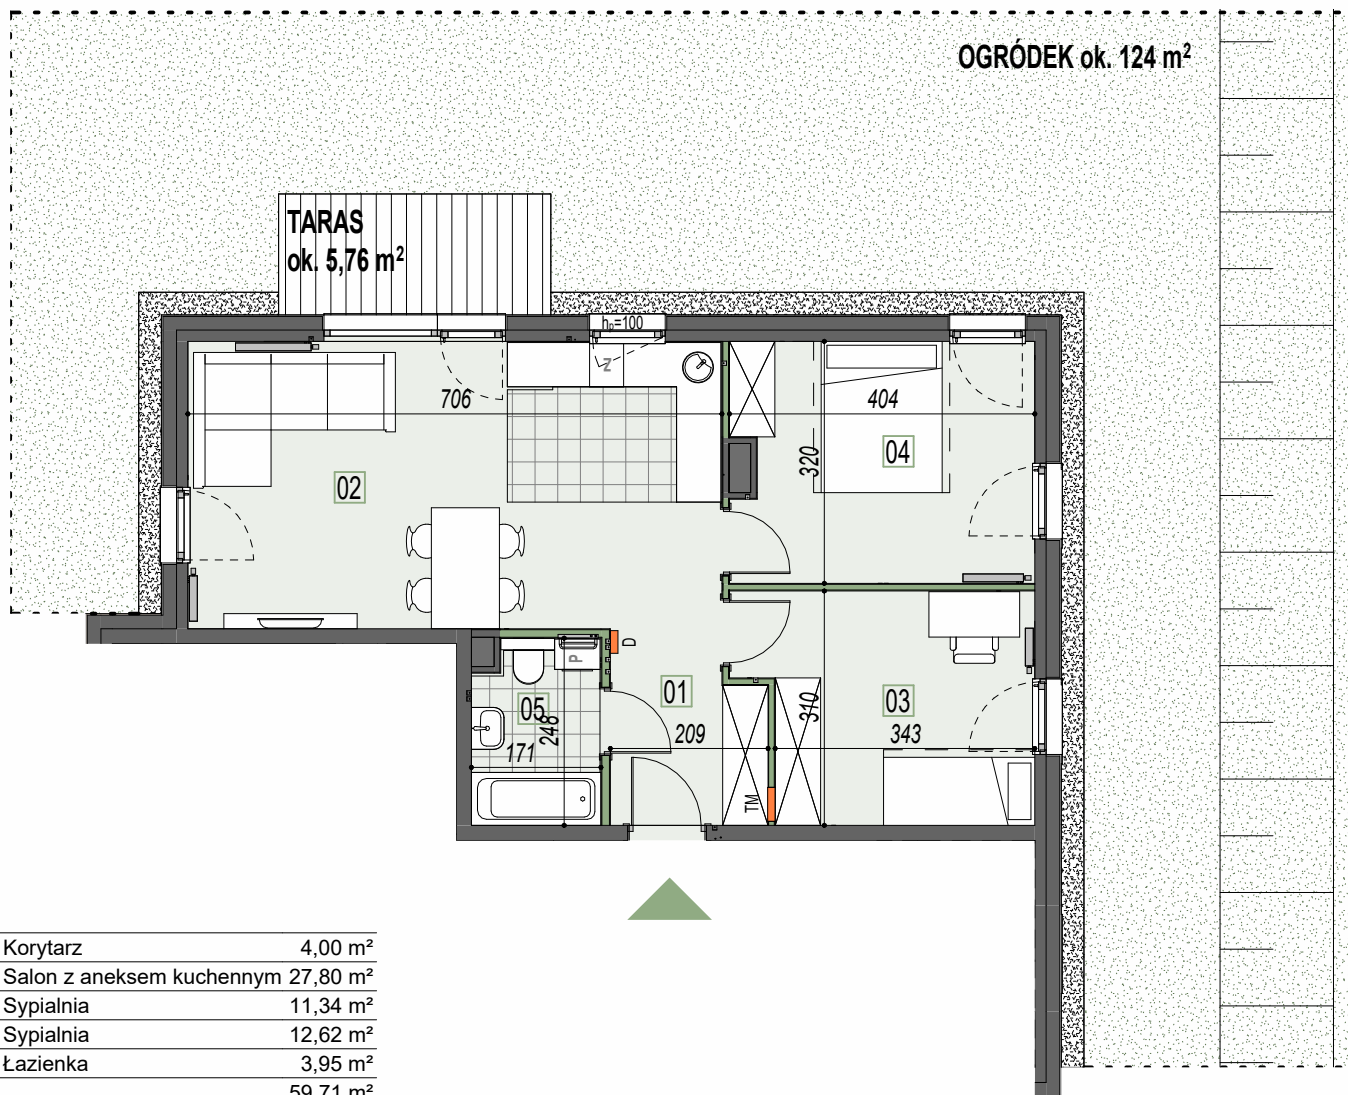 OGRÓDEK ok. 124 m²
TARAS
ok. 5,76 m²
hp=100
Z
706
404
320
04
02
D
P
01
05
248
171
209
310
03
343
TM
Korytarz 4,00 m²
Salon z aneksem kuchennym 27,80 m²
Sypialnia 11,34 m²
Sypialnia 12,62 m²
Łazienka 3,95 m²
59,71 m²